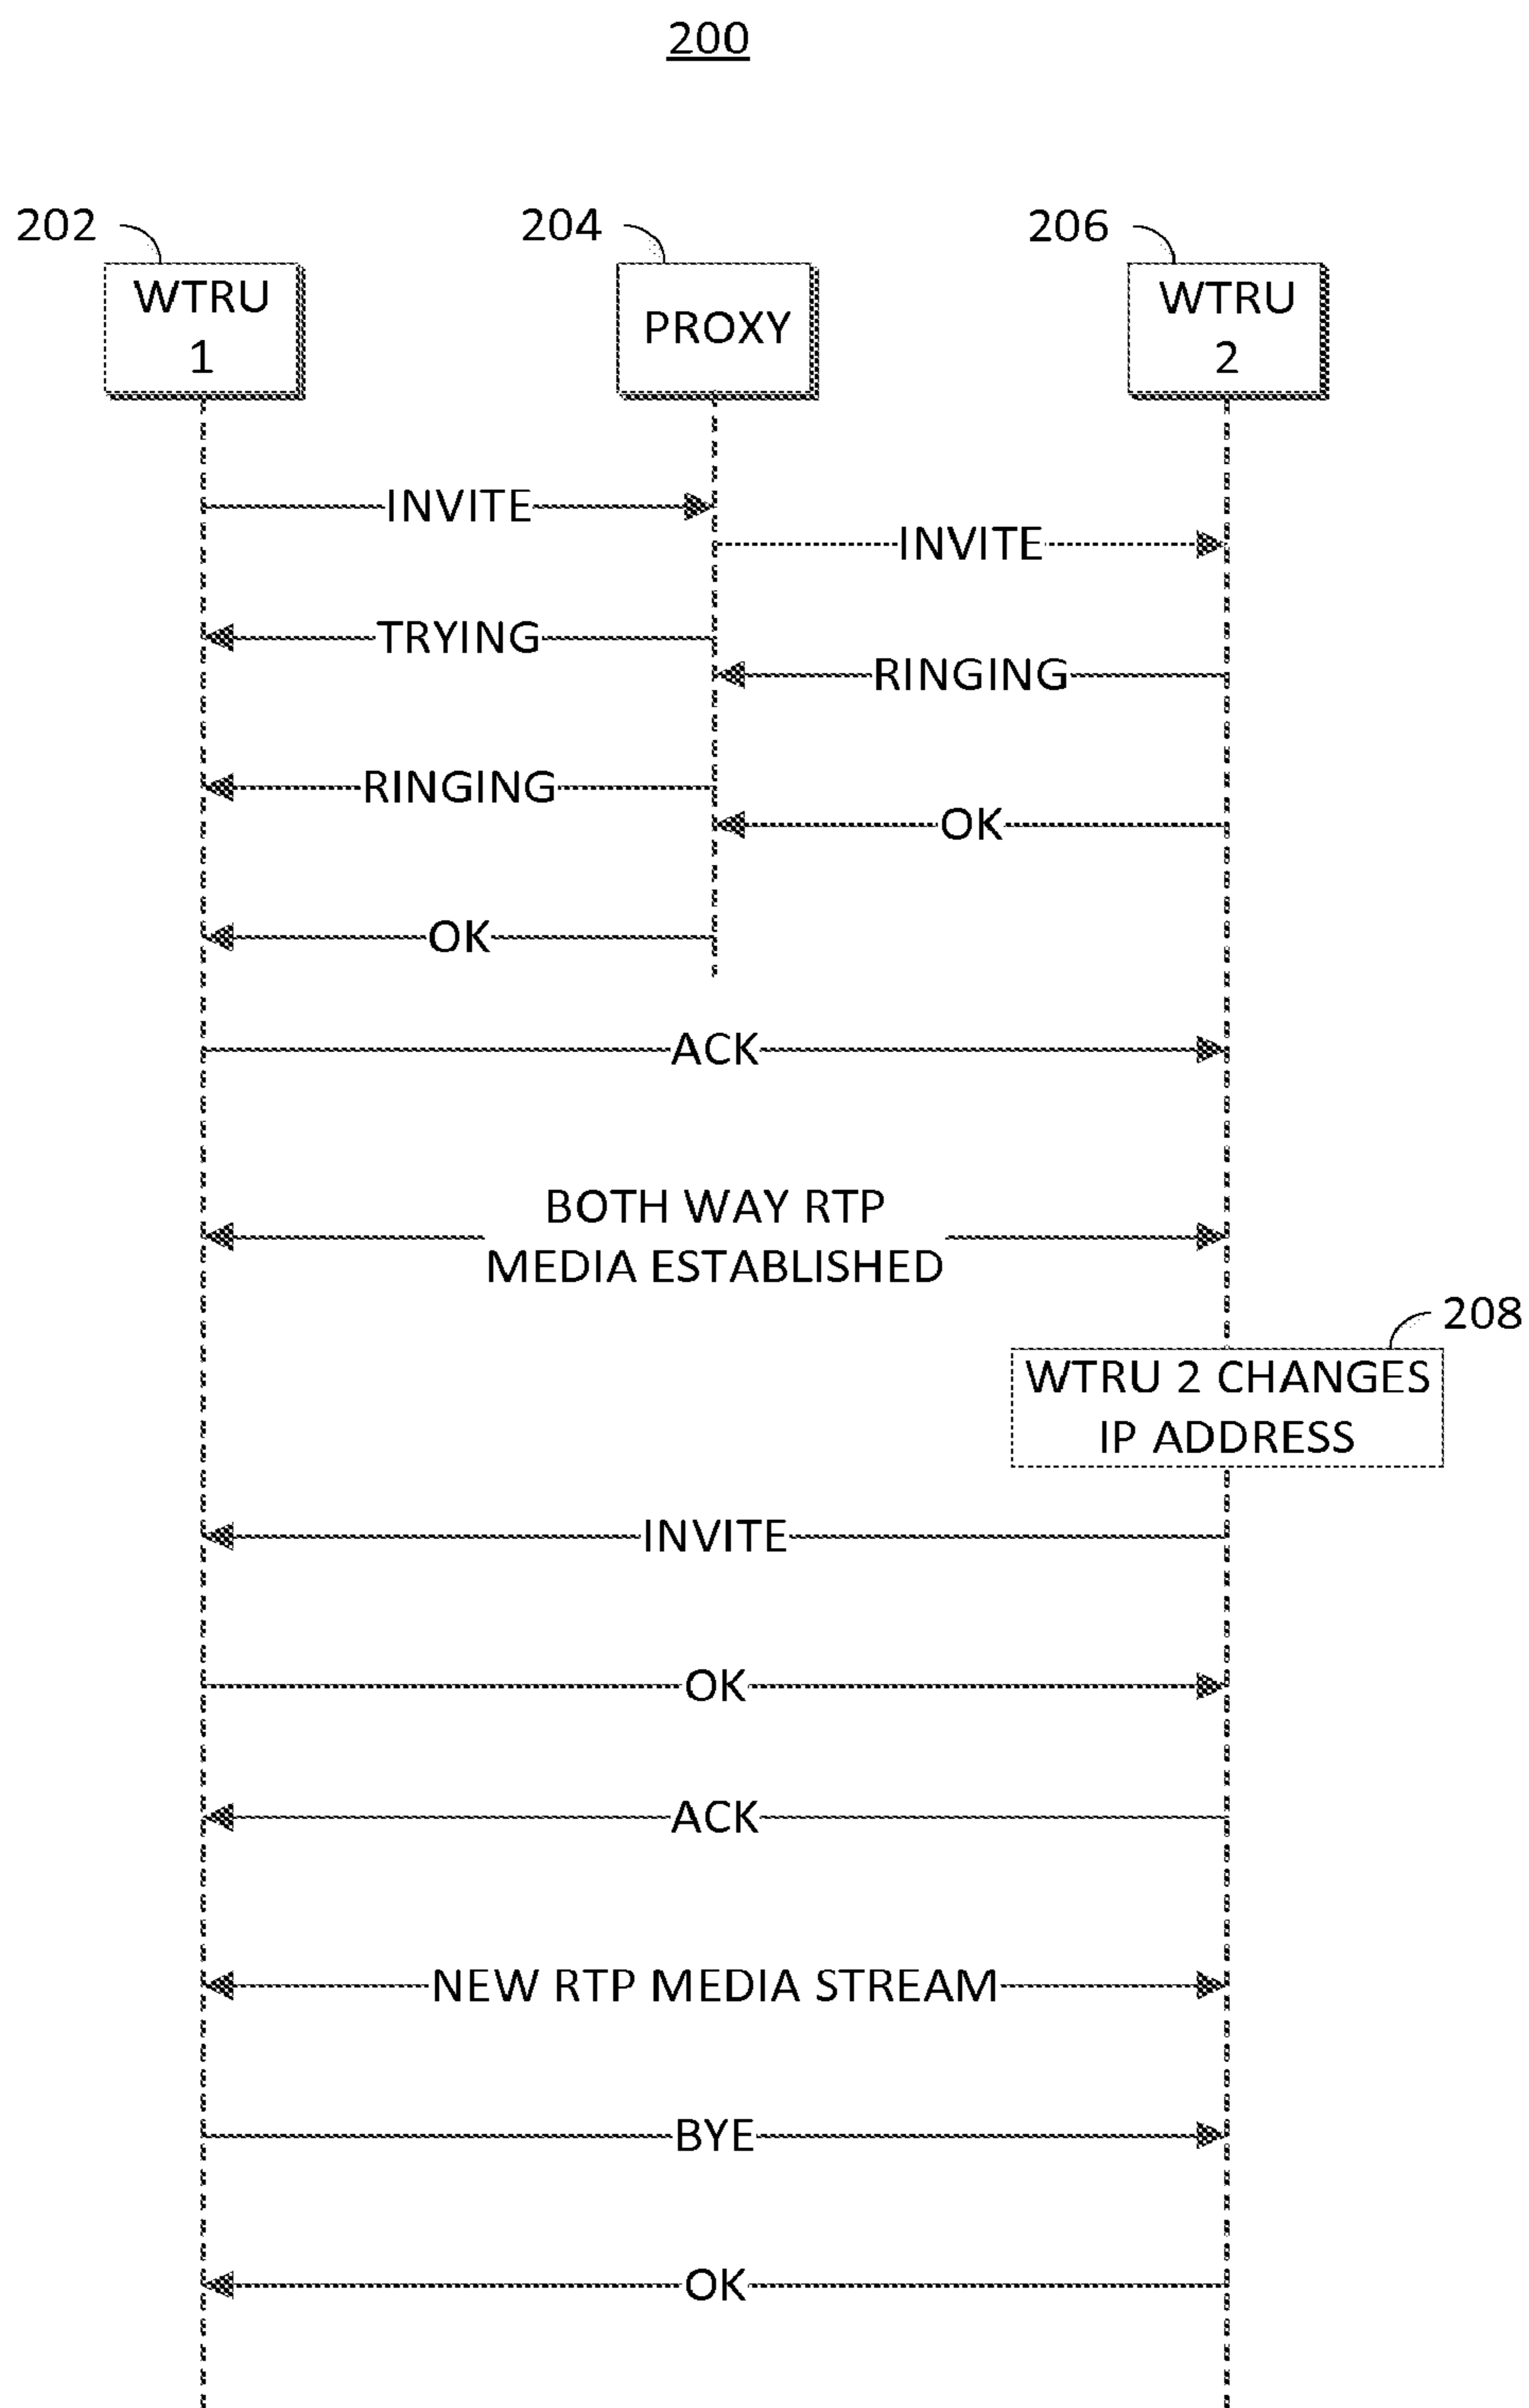 200
202
204
206
WTRU
1
PROXY
WTRU
2
INVITE
INVITE
TRYING
RINGING
RINGING
OK
OK
ACK
BOTH WAY RTP
MEDIA ESTABLISHED
208
WTRU 2 CHANGES
IP ADDRESS
INVITE
OK
ACK
NEW RTP MEDIA STREAM
BYE
OK